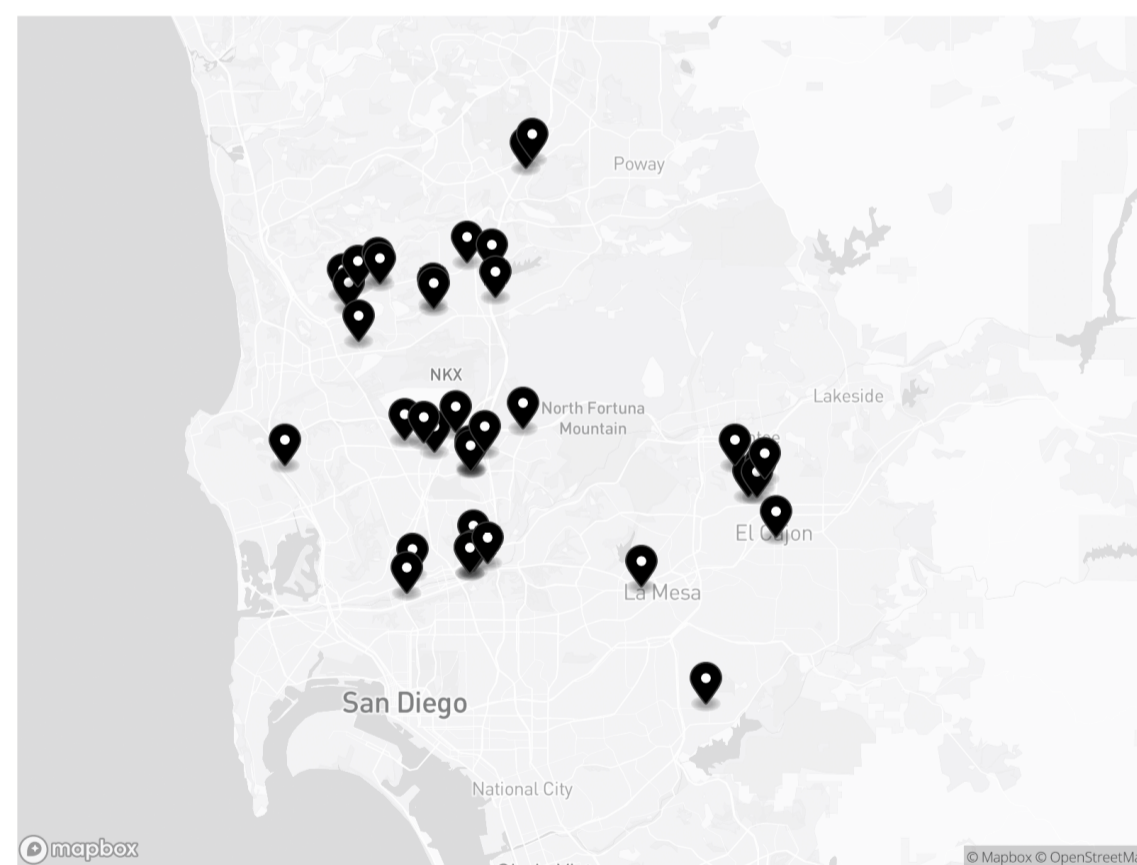 Poway
NKX
Lakeside
North Fortuna
Mountain
El Cajon
La Mesa
San Diego
National City
mapbox
© Mapbox © OpenStreetM